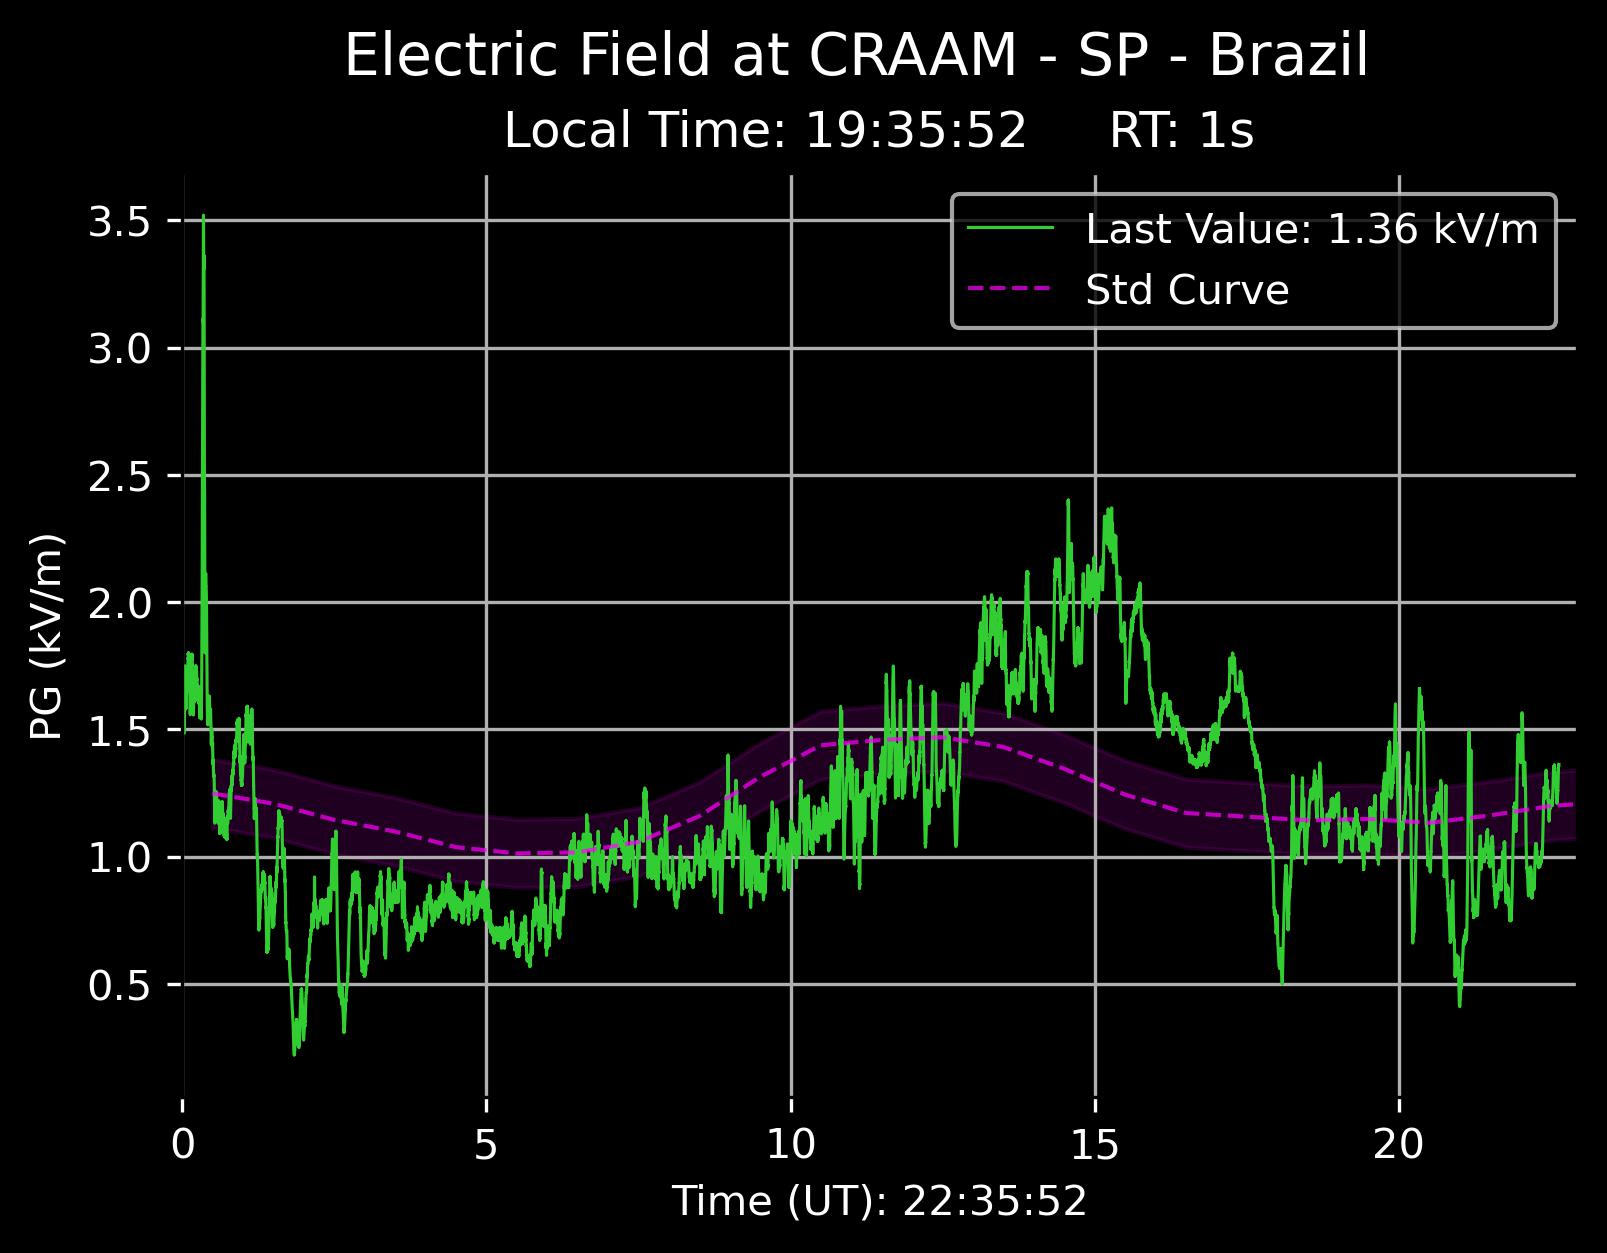 Electric Field at CRAAM - SP - Brazil
Local Time: 19:35:52 RT: 1s
Last Value: 1.36 kV/m
Std Curve
PG (kV/m)
3.5
3.0
2.5
2.0
1.5
1.0
0.5
0 5 10 15 20
Time (UT): 22:35:52